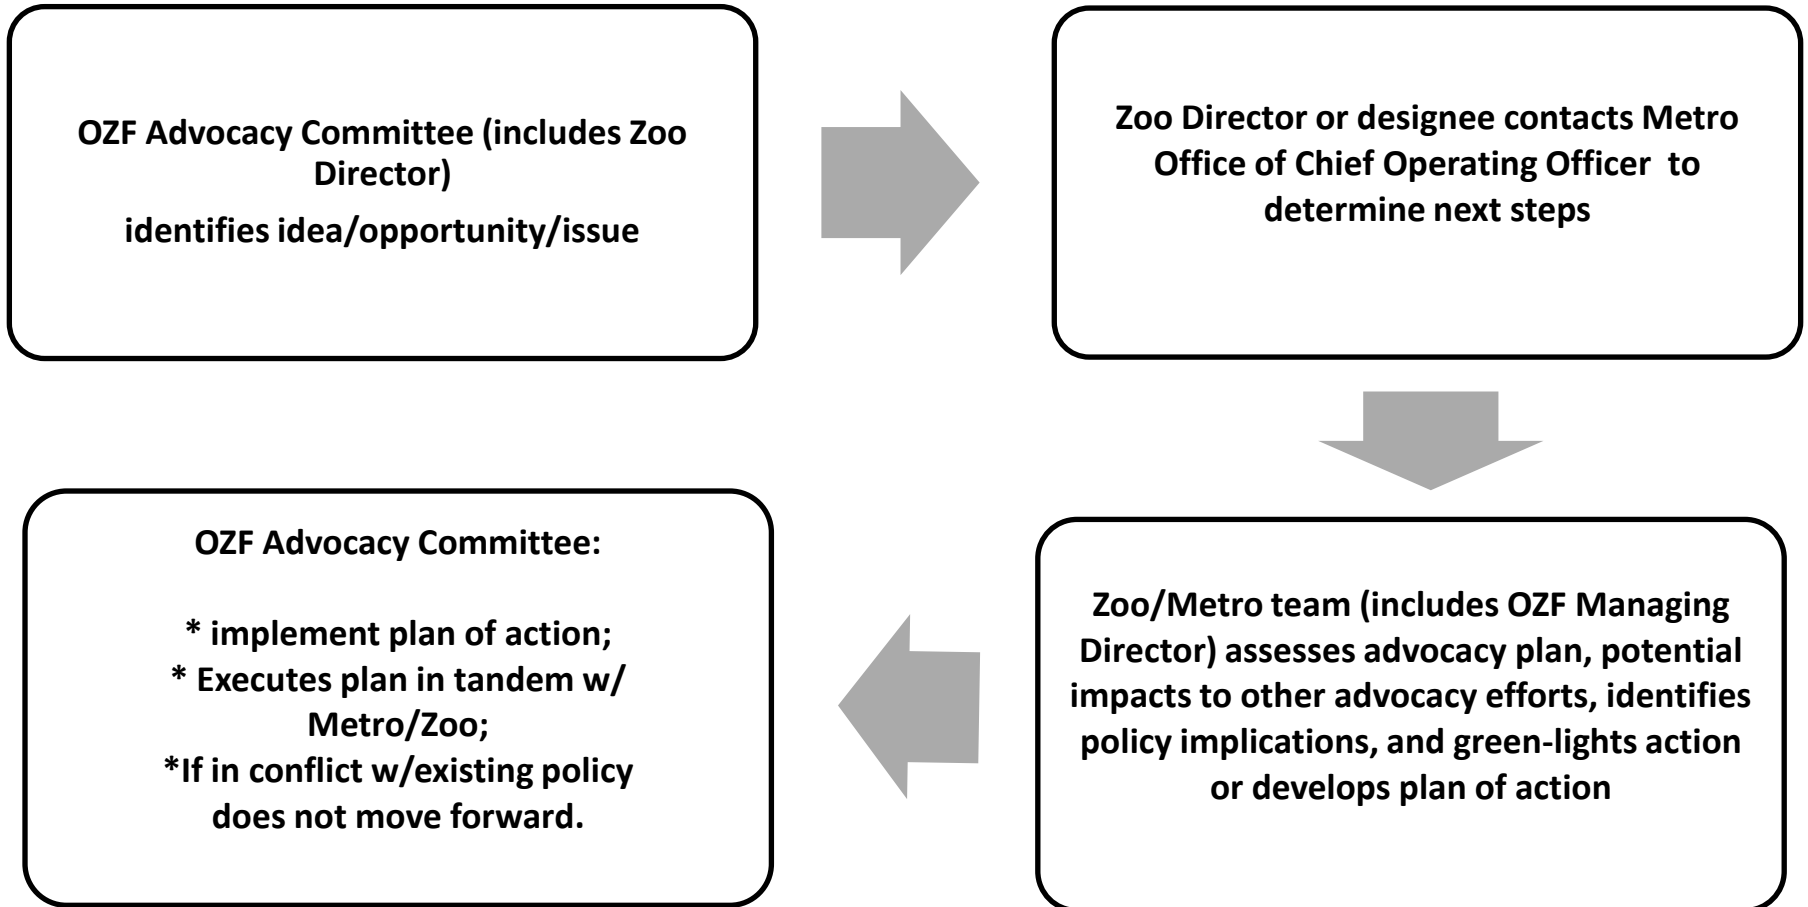 OZF Advocacy Committee (includes Zoo
Director)
identifies idea/opportunity/issue
Zoo Director or designee contacts Metro
Office of Chief Operating Officer  to
determine next steps
Zoo/Metro team (includes OZF Managing
Director) assesses advocacy plan, potential
impacts to other advocacy efforts, identifies
policy implications, and green-lights action
or develops plan of action
OZF Advocacy Committee:
* implement plan of action;
* Executes plan in tandem w/
Metro/Zoo;
*If in conflict w/existing policy
does not move forward.